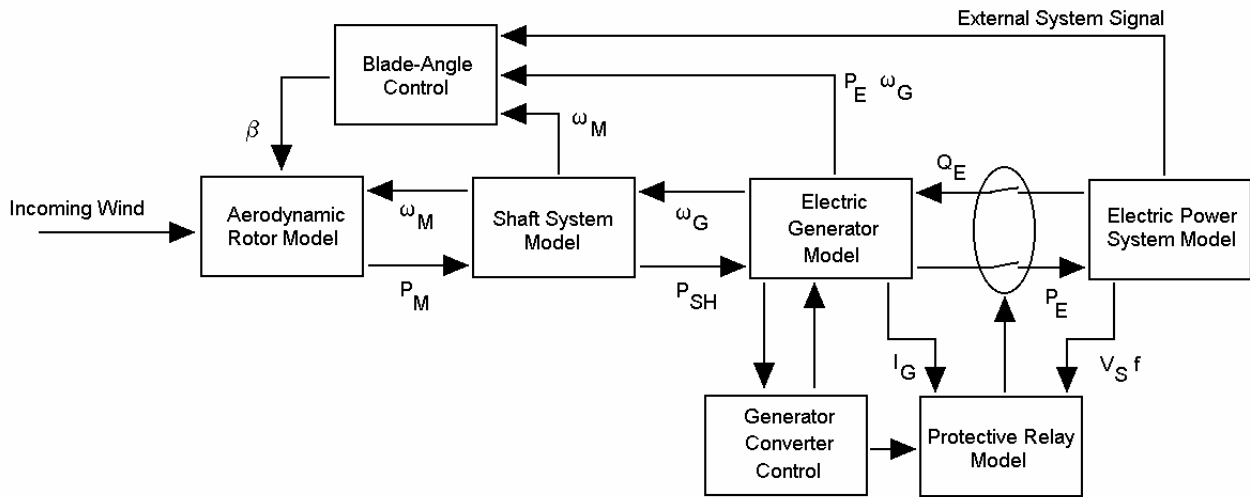 External System Signal
Blade-Angle
Control
P_E ω_G
β
ω_M
Q_E
Incoming Wind
Aerodynamic
Rotor Model
ω_M
Shaft System
Model
ω_G
Electric
Generator
Model
Electric Power
System Model
P_M
P_SH
P_E
I_G
V_S f
Generator
Converter
Control
Protective Relay
Model